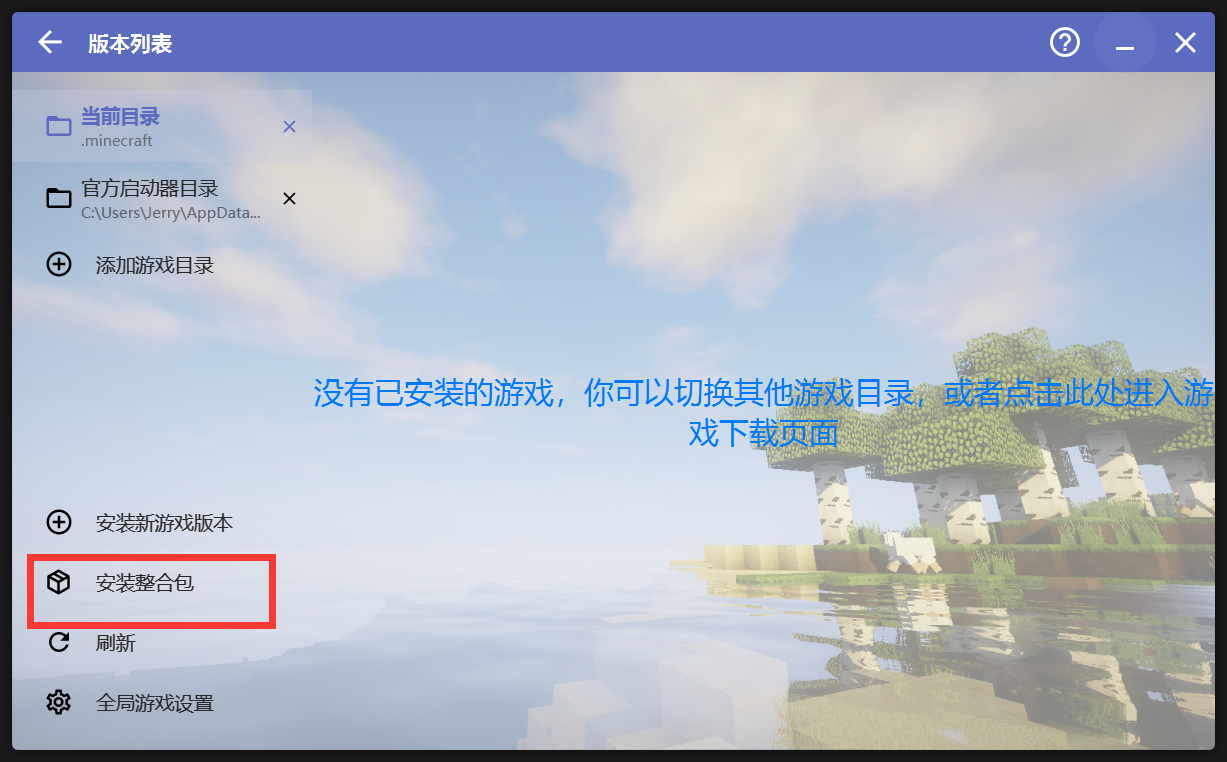 版本列表
当前目录
.minecraft
官方启动器目录
C:\Users\Jerry\AppData...
添加游戏目录
没有已安装的游戏，你可以切换其他游戏目录，或者点击此处进入游
戏下载页面
安装新游戏版本
安装整合包
刷新
全局游戏设置